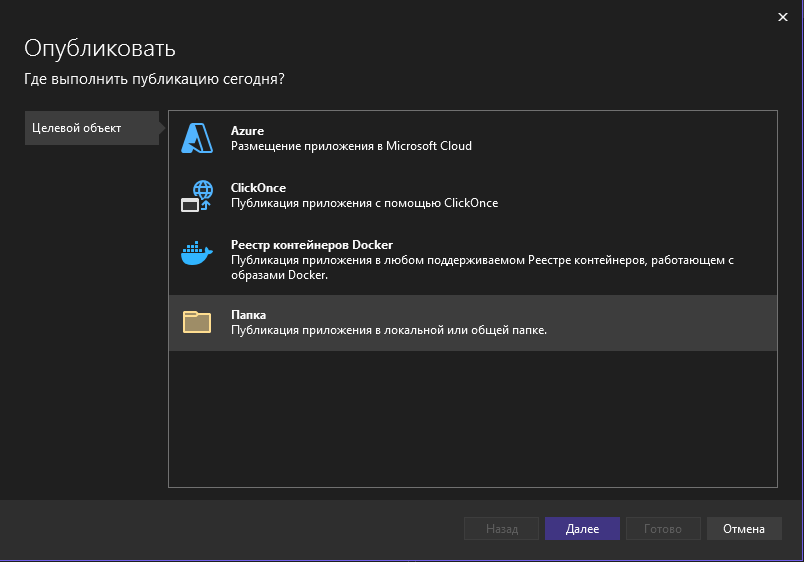 Опубликовать
Где выполнить публикацию сегодня?
Целевой объект
Azure
Размещение приложения в Microsoft Cloud
ClickOnce
Публикация приложения с помощью ClickOnce
Реестр контейнеров Docker
Публикация приложения в любом поддерживаемом Реестре контейнеров, работающем с
образами Docker.
Папка
Публикация приложения в локальной или общей папке.
Назад Далее Готово Отмена